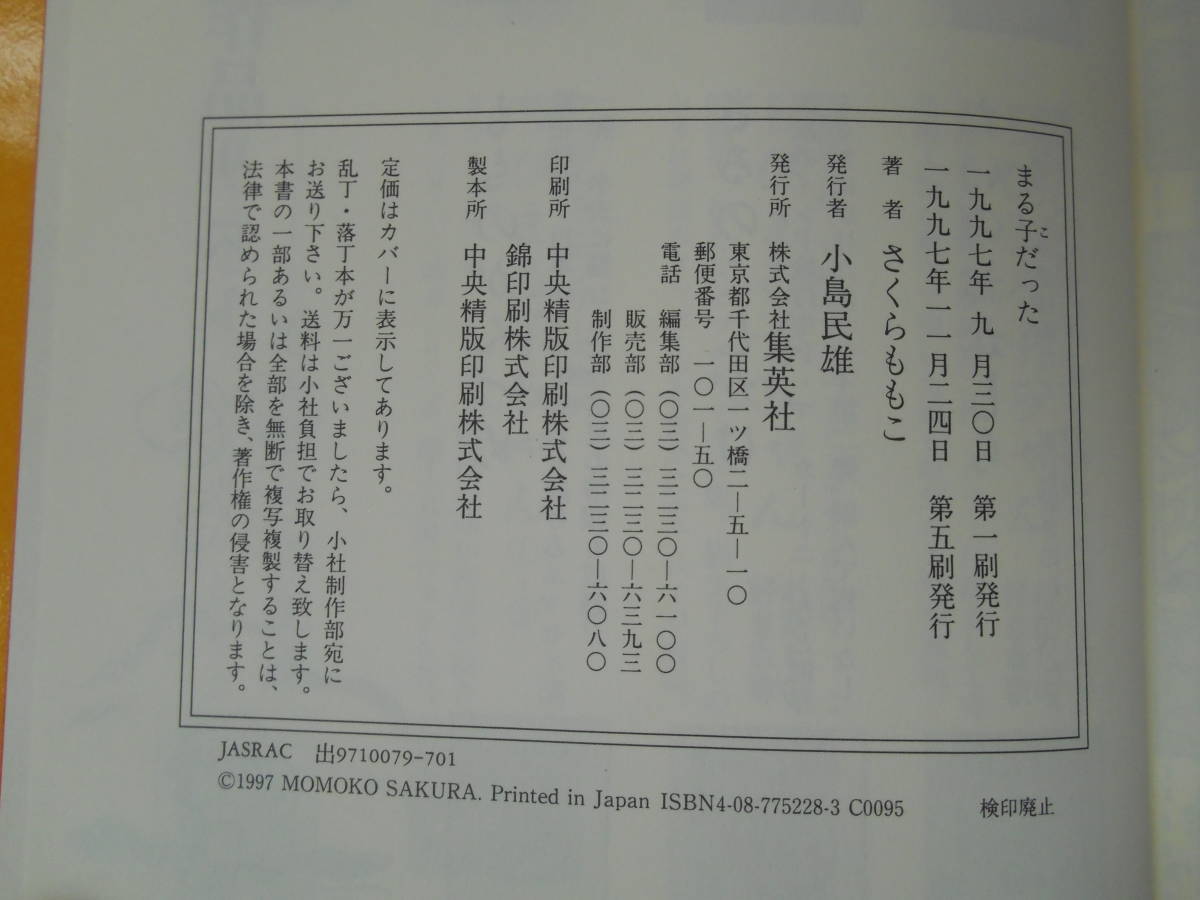 まる子だった
一九九七年 九 月三〇日 第一刷発行
一九九七年一一月二四日 第五刷発行
著 者 さくらももこ
発行者 小島民雄
発行所 株式会社集英社
東京都千代田区一ツ橋二—五—一〇
郵便番号 一〇一—五〇
電話 編集部(〇三)三二三〇—六一〇〇
販売部(〇三)三二三〇—六三九三
制作部(〇三)三二三〇—六〇八〇
印刷所 中央精版印刷株式会社
錦印刷株式会社
製本所 中央精版印刷株式会社
定価はカバーに表示してあります。
乱丁・落丁本が万一ございましたら、小社制作部宛に
お送り下さい。送料は小社負担でお取り替え致します。
本書の一部あるいは全部を無断で複写複製することは、
法律で認められた場合を除き、著作権の侵害となります。
JASRAC 出9710079-701
©1997 MOMOKO SAKURA. Printed in Japan ISBN4-08-775228-3 C0095
検印廃止